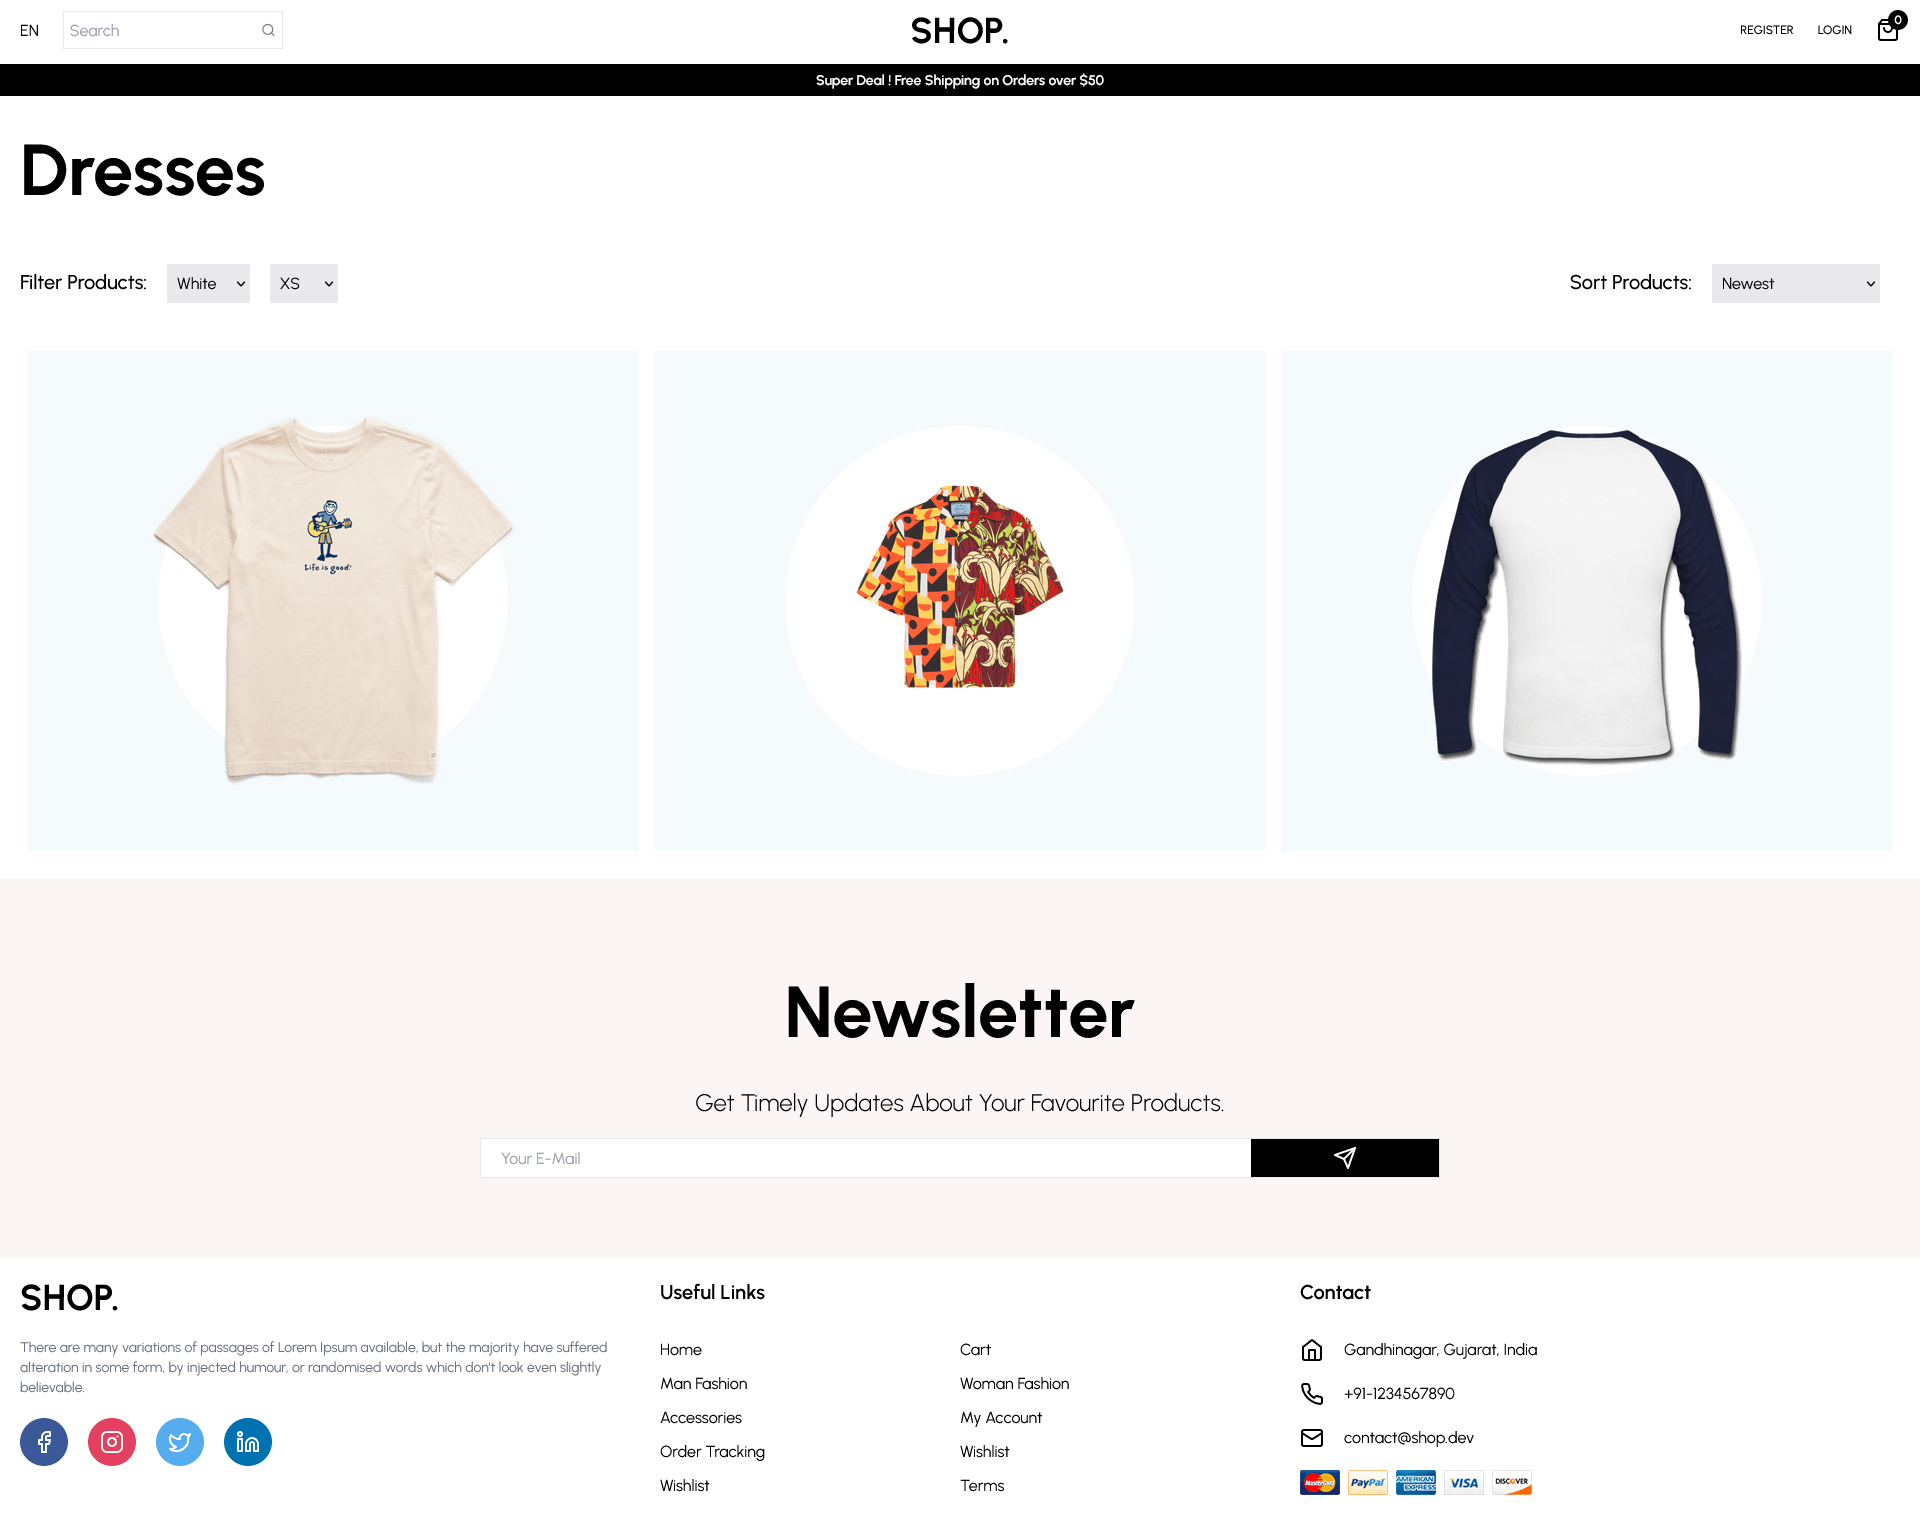 EN
Search
SHOP.
REGISTER
LOGIN
0
Super Deal ! Free Shipping on Orders over $50
Dresses
Filter Products:
White
XS
Sort Products:
Newest
Life is good.
Newsletter
Get Timely Updates About Your Favourite Products.
Your E-Mail
SHOP.
There are many variations of passages of Lorem Ipsum available, but the majority have suffered
alteration in some form, by injected humour, or randomised words which don't look even slightly
believable.
Useful Links
Home
Cart
Man Fashion
Woman Fashion
Accessories
My Account
Order Tracking
Wishlist
Wishlist
Terms
Contact
Gandhinagar, Gujarat, India
+91-1234567890
contact@shop.dev
MasterCard
PayPal
AMERICAN EXPRESS
VISA
DISCOVER